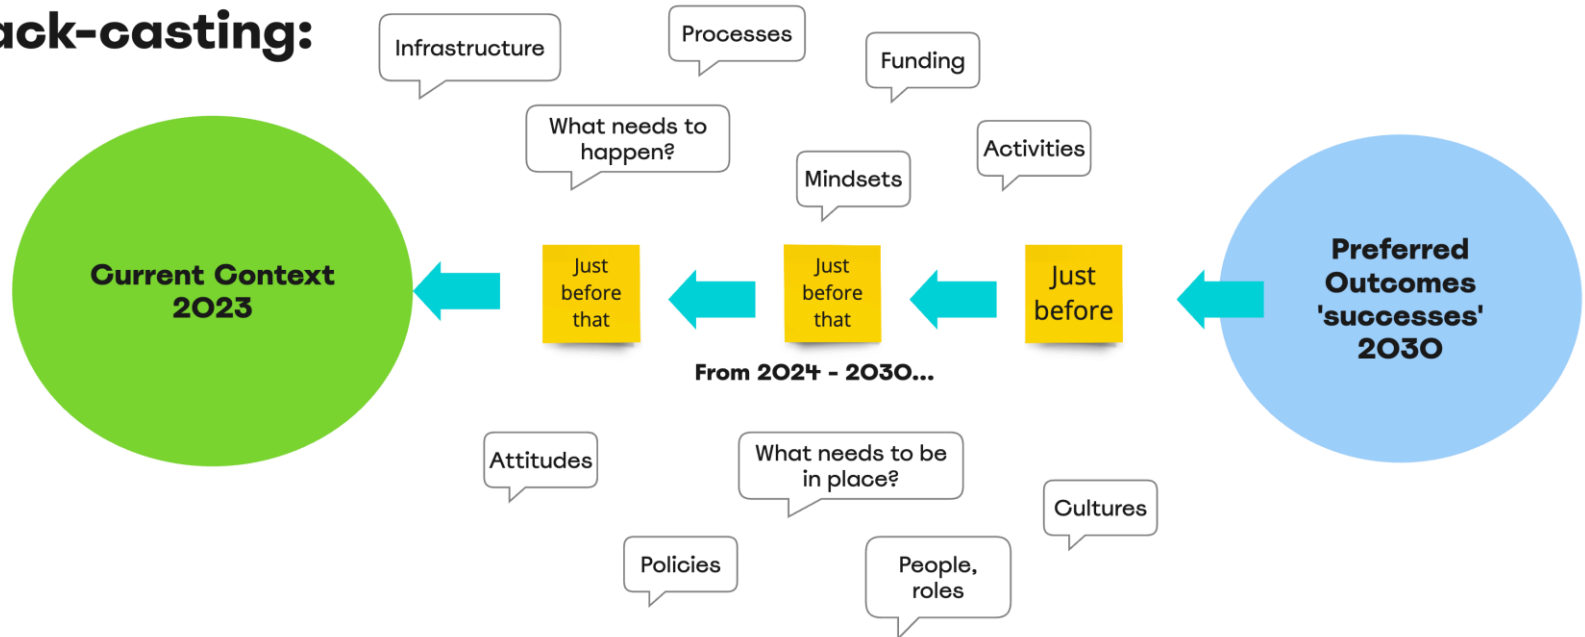 ack-casting:
Infrastructure
Processes
Funding
What needs to
happen?
Activities
Mindsets
Current Context
2023
Just
before
that
Just
before
that
Just
before
Preferred
Outcomes
'successes'
2030
From 2024 - 2030...
Attitudes
What needs to be
in place?
Cultures
Policies
People,
roles